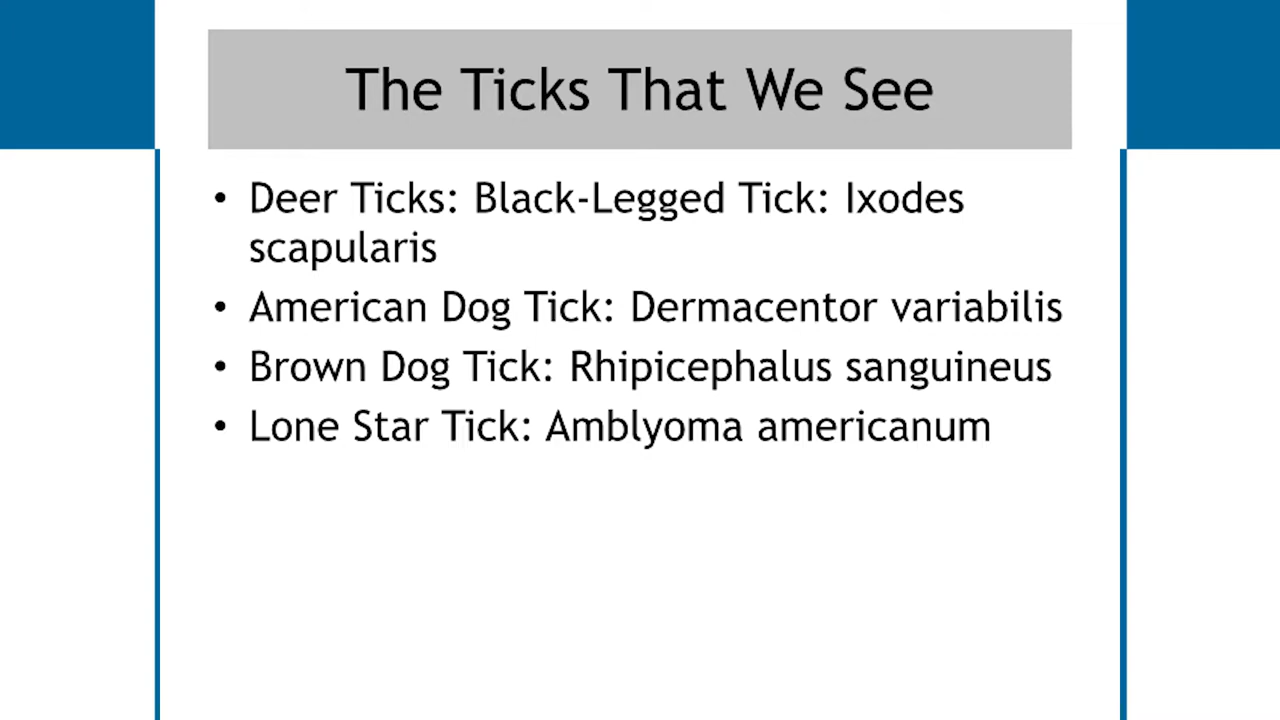 The Ticks That We See
• Deer Ticks: Black-Legged Tick: Ixodes
scapularis
• American Dog Tick: Dermacentor variabilis
• Brown Dog Tick: Rhipicephalus sanguineus
• Lone Star Tick: Amblyoma americanum